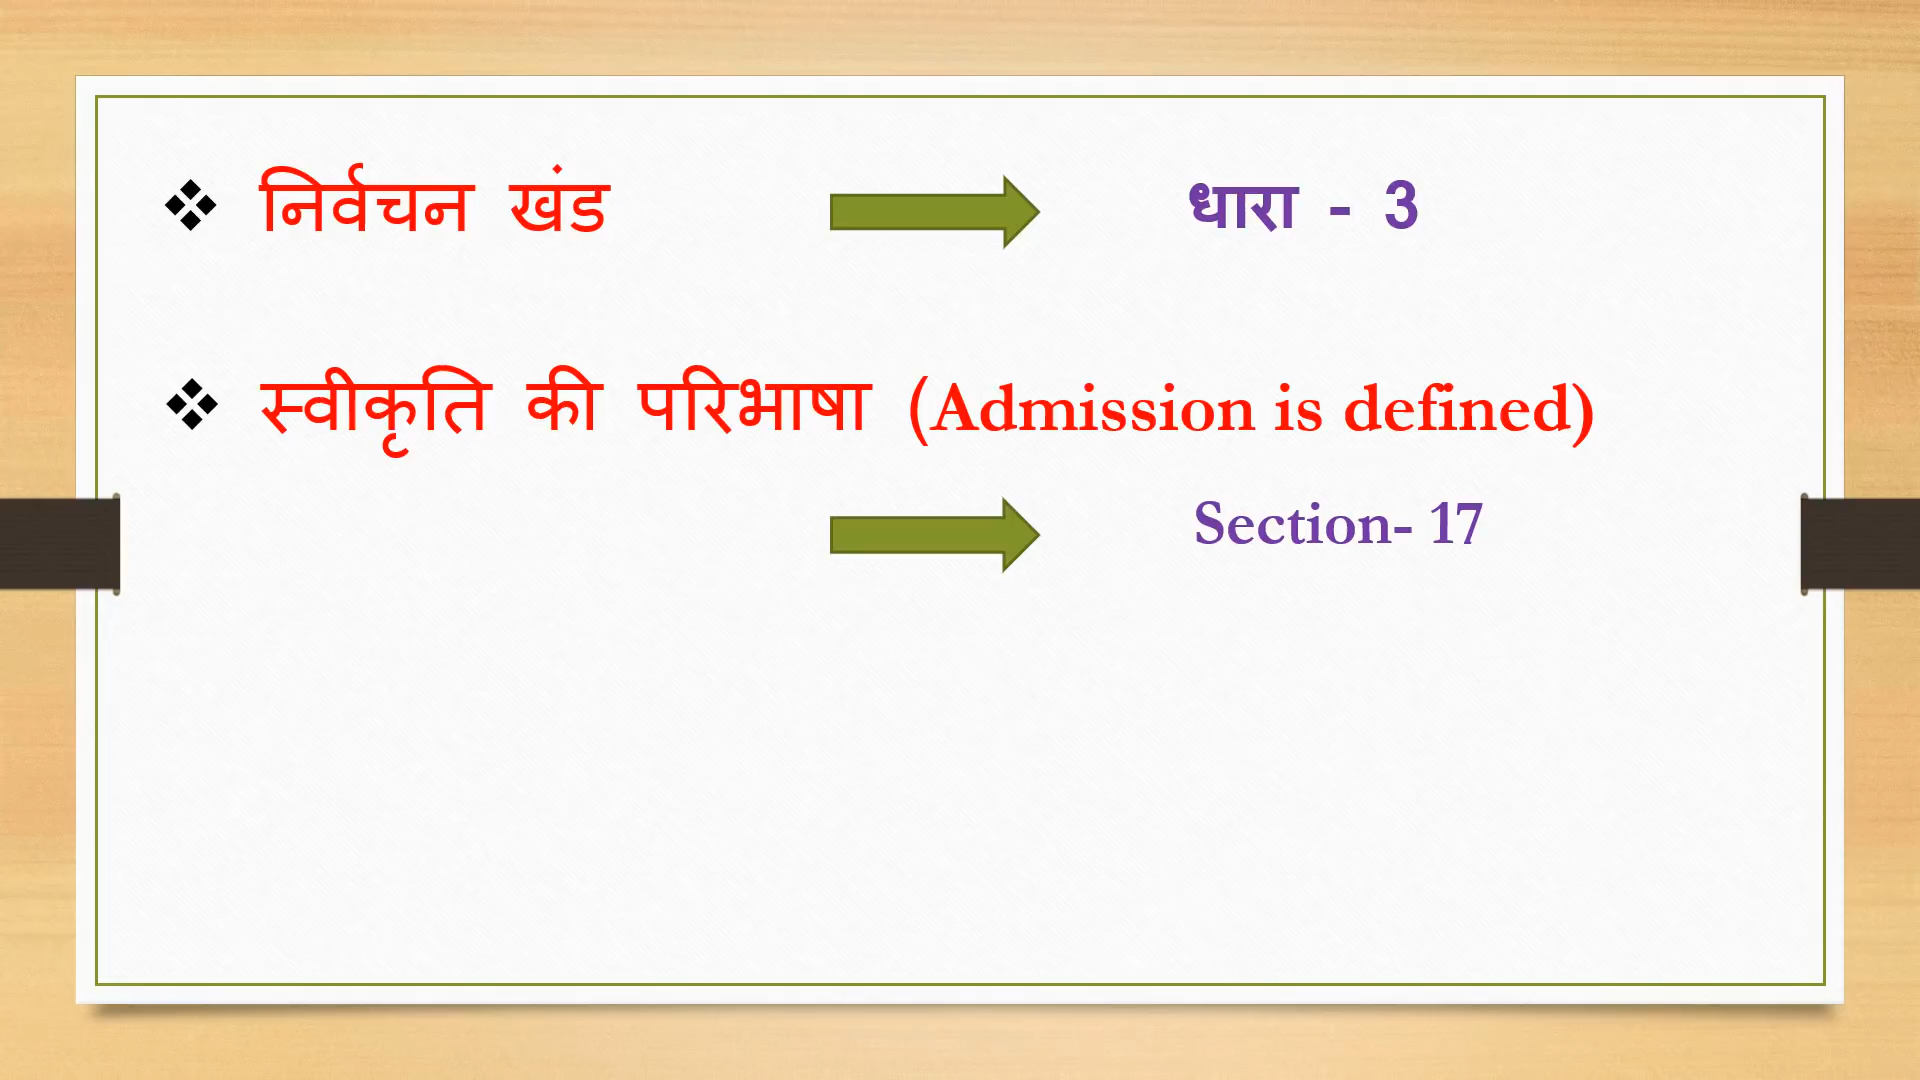 ❖ निर्वचन खंड धारा - 3
❖ स्वीकृति की परिभाषा (Admission is defined)
Section- 17